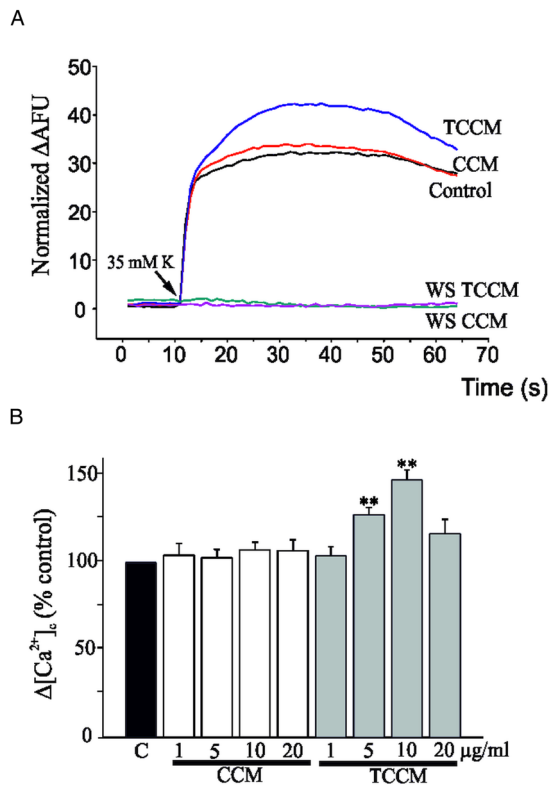 A
Normalized ΔAFU
50
40
30
20
10
0
TCCM
CCM
Control
35 mM K
WS TCCM
WS CCM
0 10 20 30 40 50 60 70
Time (s)
B
Δ[Ca²⁺]c (% control)
150
100
50
0
C 1 5 10 20 1 5 10 20 μg/ml
CCM TCCM
** **